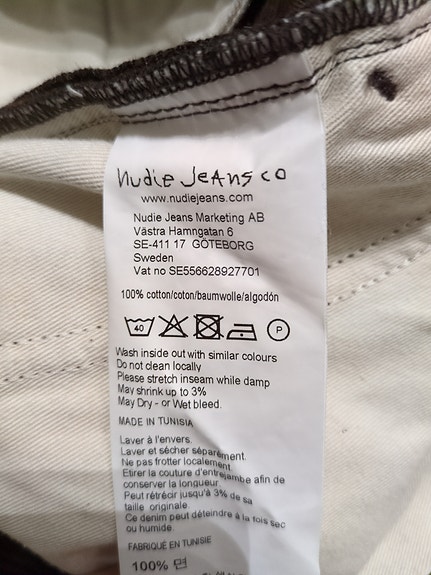 Nudie Jeans co
www.nudiejeans.com
Nudie Jeans Marketing AB
Västra Hamngatan 6
SE-411 17 GÖTEBORG
Sweden
Vat no SE556628927701
100% cotton/coton/baumwolle/algodón
40 P
Wash inside out with similar colours
Do not clean locally
Please stretch inseam while damp
May shrink up to 3%
May Dry - or Wet bleed.
MADE IN TUNISIA
Laver à l'envers.
Laver et sécher séparément.
Ne pas frotter localement.
Etirer la couture d'entrejambe afin de
conserver la longueur.
Peut rétrécir jusqu'à 3% de sa
taille originale.
Ce denim peut déteindre à la fois sec
ou humide.
FABRIQUÉ EN TUNISIE
100% 면